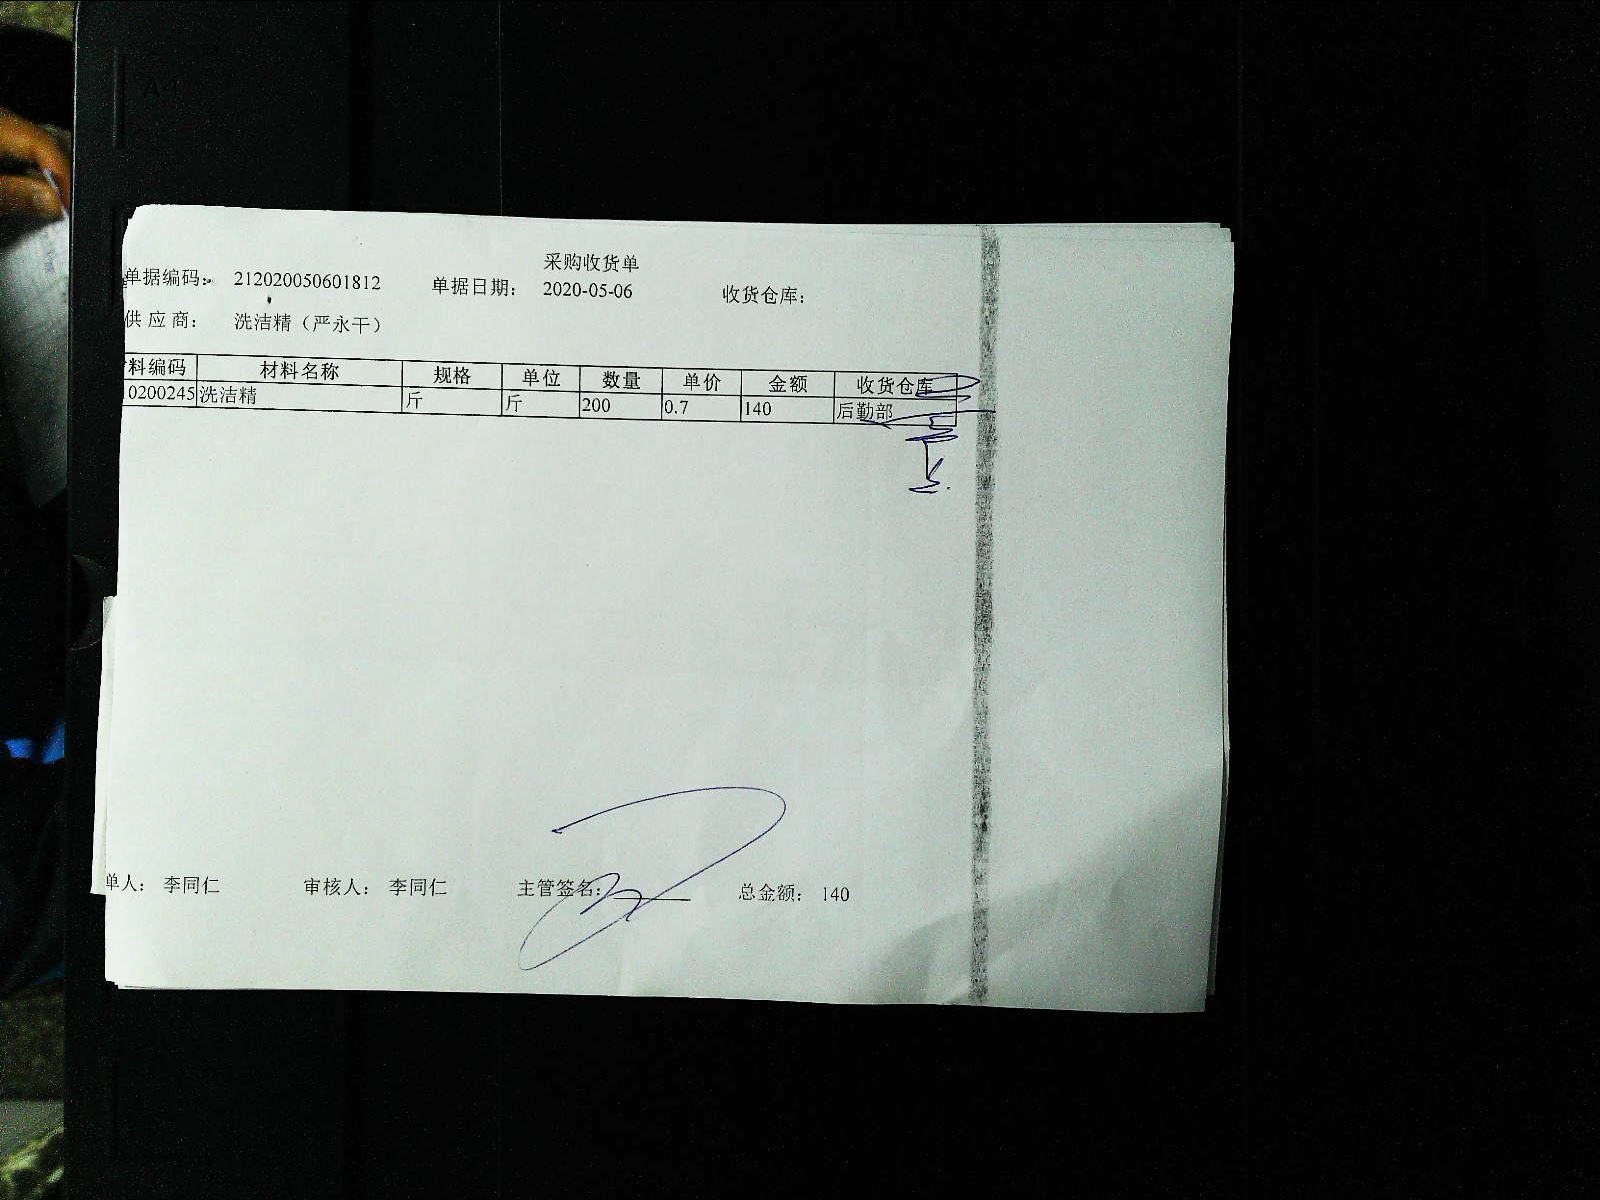 采购收货单
单据编码: 212020050601812 单据日期: 2020-05-06 收货仓库:
供应商: 洗洁精（严永干）
料编码 材料名称 规格 单位 数量 单价 金额 收货仓库
0200245 洗洁精 斤 斤 200 0.7 140 后勤部
单人: 李同仁 审核人: 李同仁 主管签名: 总金额: 140